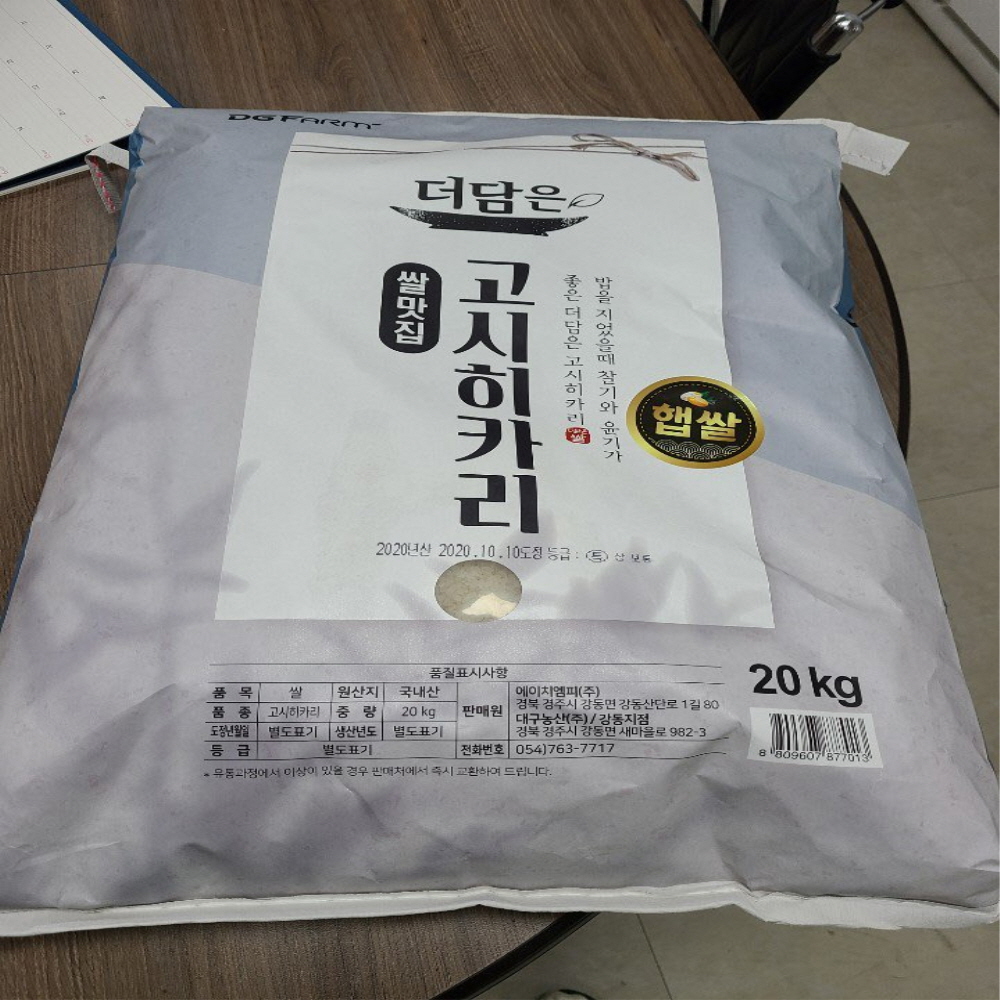 DG FARM
더담은
쌀맛집
고시히카리
밥을 지었을때 찰기와 윤기가
좋은 더담은 고시히카리
햅쌀
2020년산 2020.10.10도정 등급 : 특 상 보통
품질표시사항
품 목 쌀 원산지 국내산
품 종 고시히카리 중 량 20 kg
도정년월일 별도표기 생산년도 별도표기
등 급 별도표기
판매원 에이치엠피(주)
경북 경주시 강동면 강동산단로 1길 80
대구농산(주) / 강동지점
경북 경주시 강동면 새마을로 982-3
전화번호 054)763-7717
* 유통과정에서 이상이 있을 경우 판매처에서 즉시 교환하여 드립니다.
20 kg
8 809607 877013